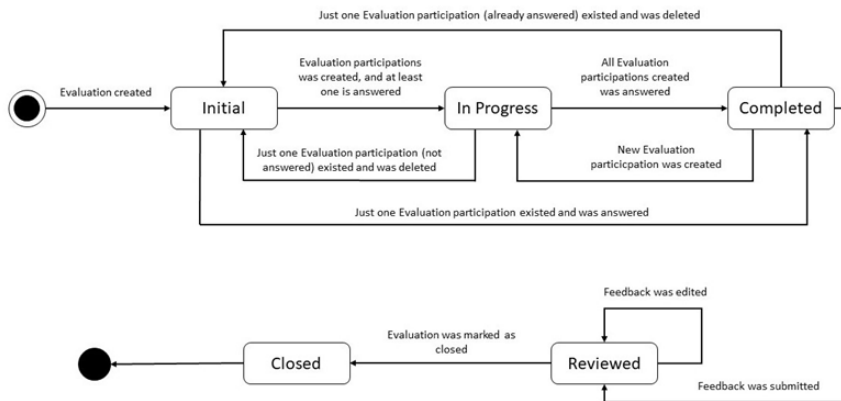 Just one Evaluation participation (already answered) existed and was deleted
Evaluation created
Initial
Evaluation participations
was created, and at least
one is answered
In Progress
All Evaluation
participations created
was answered
Completed
Just one Evaluation participation (not
answered) existed and was deleted
New Evaluation
particicpation was created
Just one Evaluation participation existed and was answered
Feedback was edited
Evaluation was marked as
closed
Closed
Reviewed
Feedback was submitted